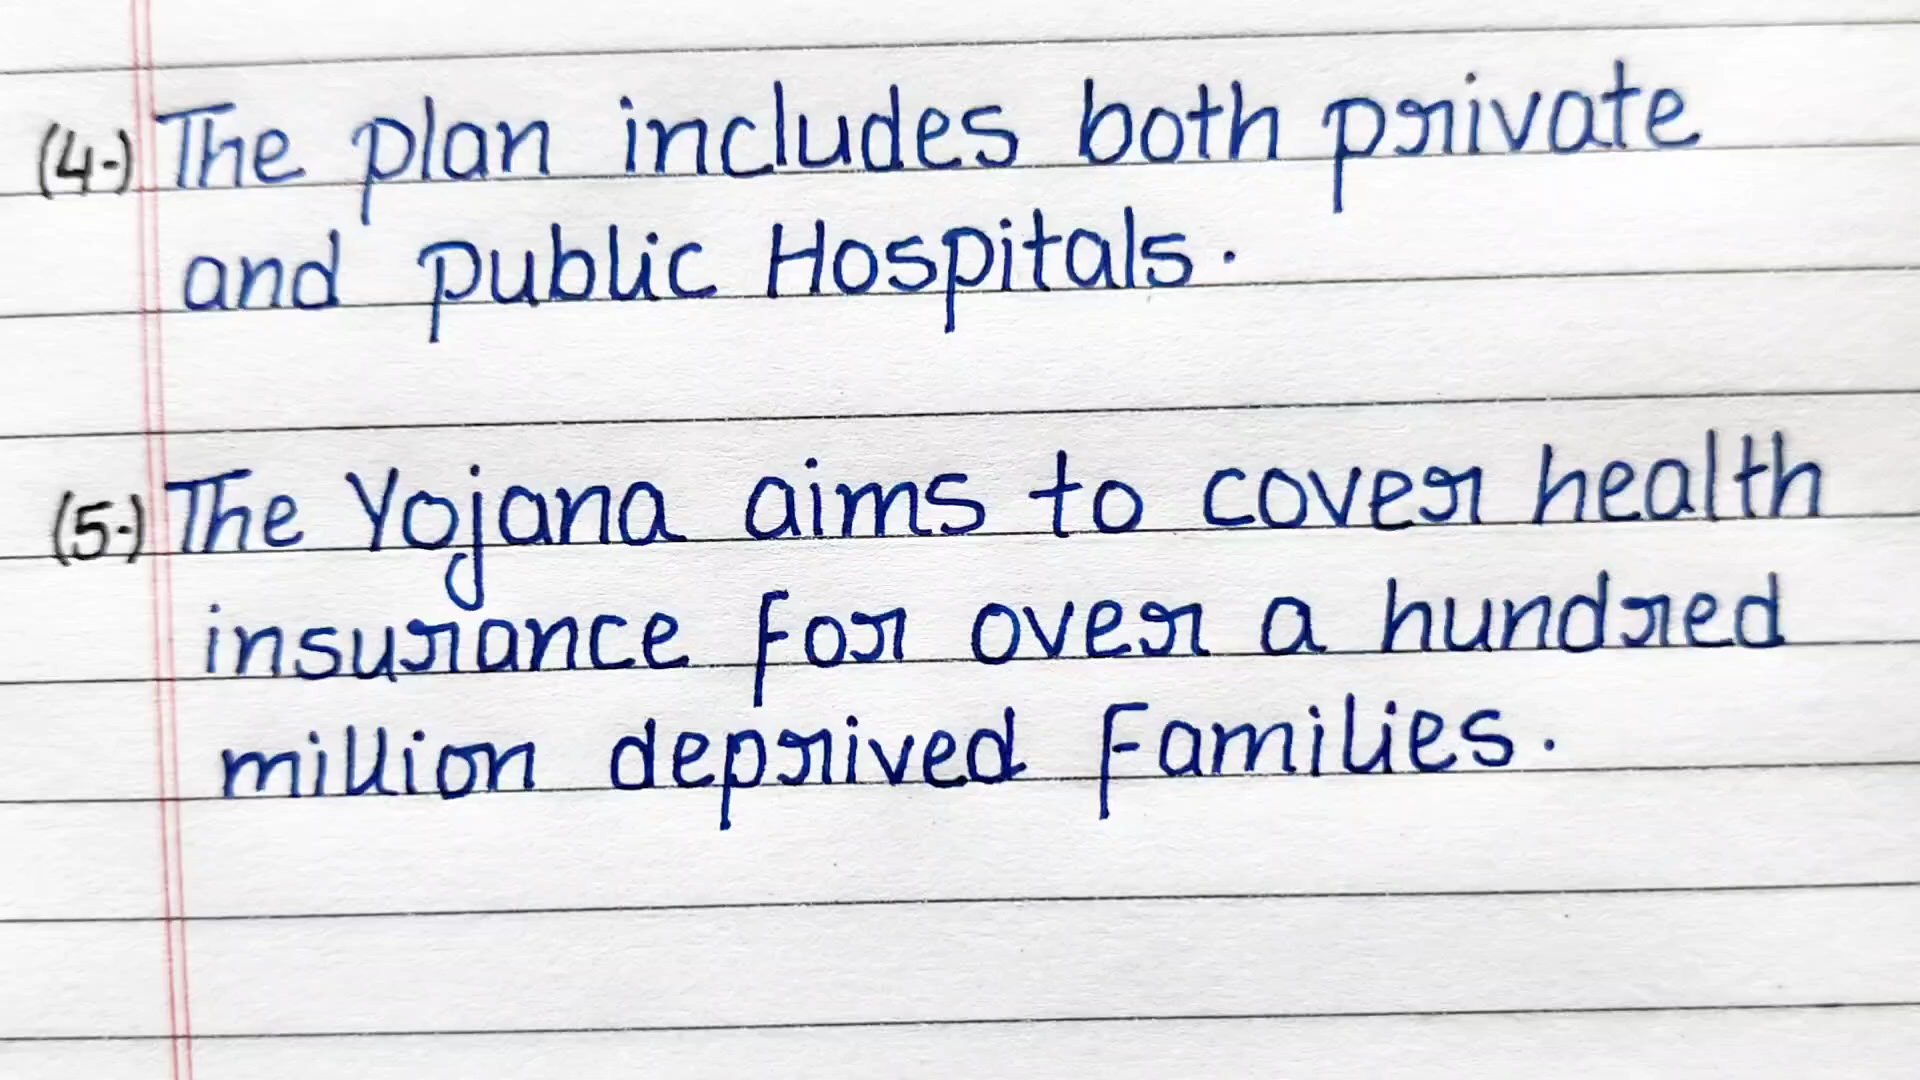 (4.) The plan includes both private
and public Hospitals.
(5.) The Yojana aims to cover health
insurance For over a hundred
million deprived Families.